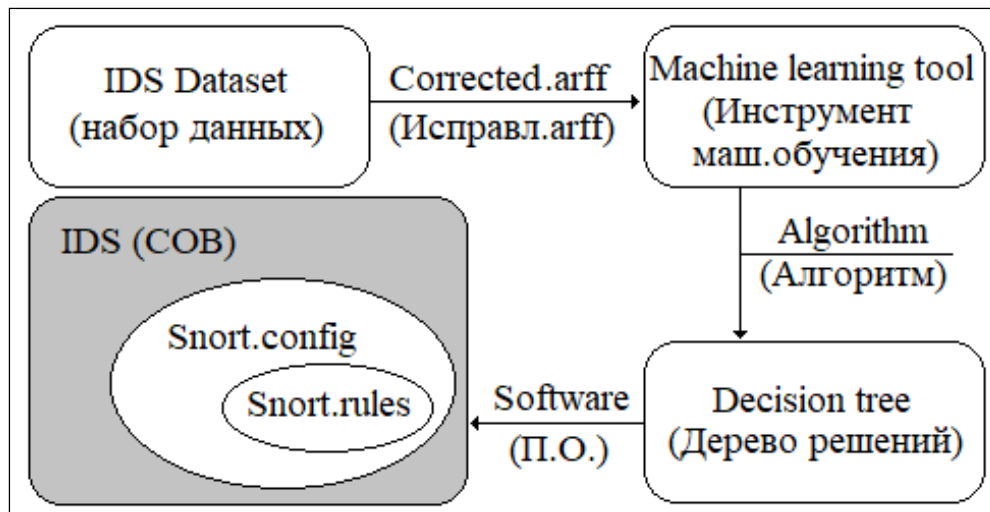 IDS Dataset
(набор данных)
Corrected.arff
(Исправл.arff)
Machine learning tool
(Инструмент
маш.обучения)
Algorithm
(Алгоритм)
Decision tree
(Дерево решений)
Software
(П.О.)
IDS (СОВ)
Snort.config
Snort.rules